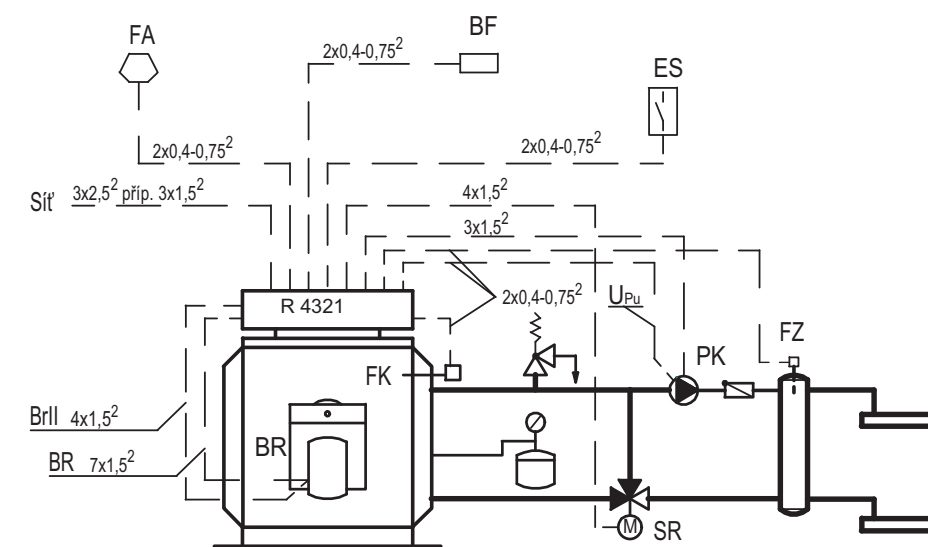 FA
BF
2x0,4-0,75²
ES
2x0,4-0,75²
2x0,4-0,75²
Síť 3x2,5² příp. 3x1,5²
4x1,5²
3x1,5²
R 4321
2x0,4-0,75²
UPu
FZ
PK
FK
BrII 4x1,5²
BR
BR 7x1,5²
M
SR